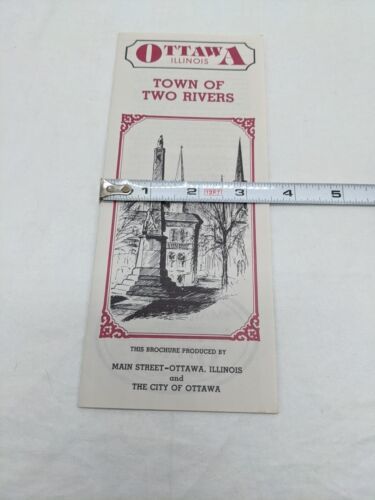 OTTAWA
ILLINOIS
TOWN OF
TWO RIVERS
1 2 3 4 5
THIS BROCHURE PRODUCED BY
MAIN STREET–OTTAWA, ILLINOIS
and
THE CITY OF OTTAWA